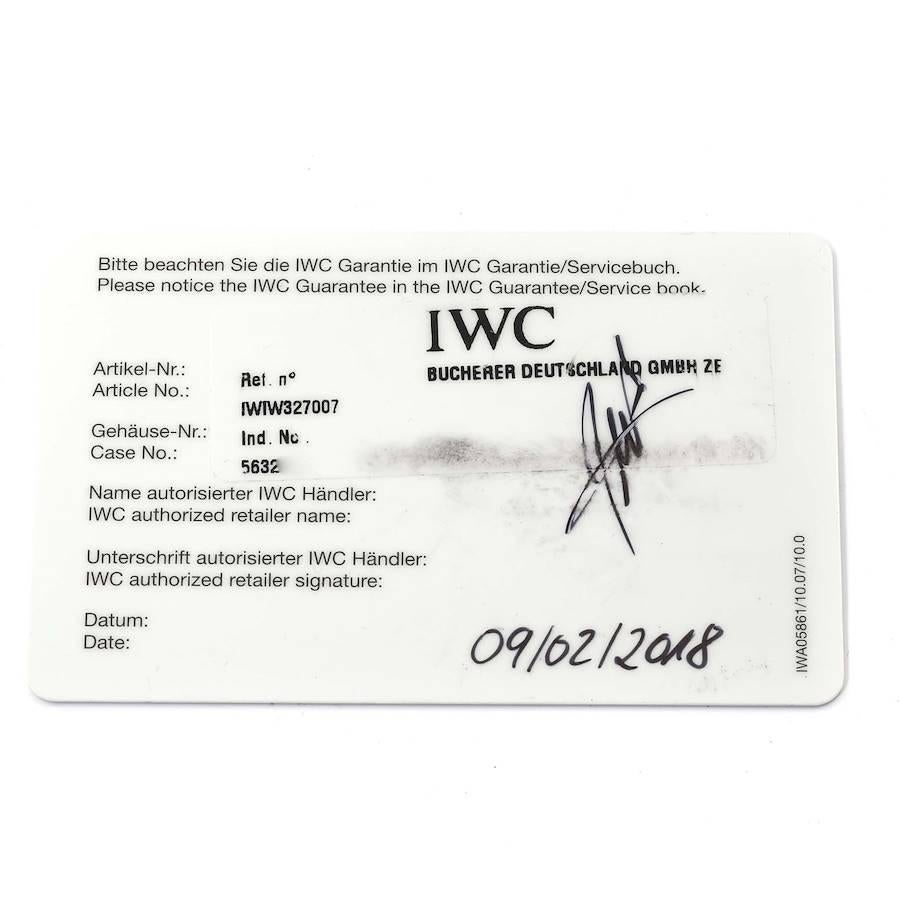 Bitte beachten Sie die IWC Garantie im IWC Garantie/Servicebuch.
Please notice the IWC Guarantee in the IWC Guarantee/Service book.
IWC
BUCHERER DEUTSCHLAND GMBH ZE
Artikel-Nr.:
Article No.:
Ref. n°
IWIW327007
Gehäuse-Nr.:
Case No.:
Ind. No.
5632
Name autorisierter IWC Händler:
IWC authorized retailer name:
Unterschrift autorisierter IWC Händler:
IWC authorized retailer signature:
Datum:
Date:
09/02/2018
IWA05861/10.07/10.0